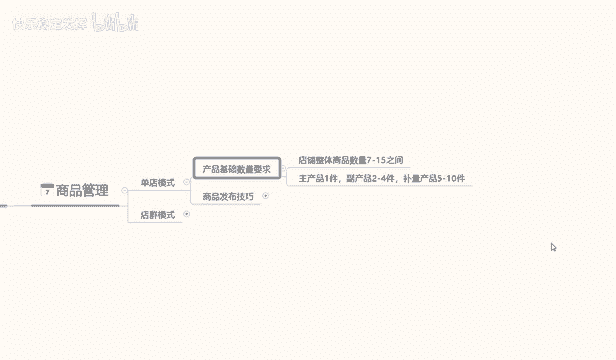 bilibili
7 商品管理
单店模式
产品基础数量要求
店铺整体商品数量7-15之间
主产品1件，副产品2-4件，补量产品5-10件
商品发布技巧
店群模式